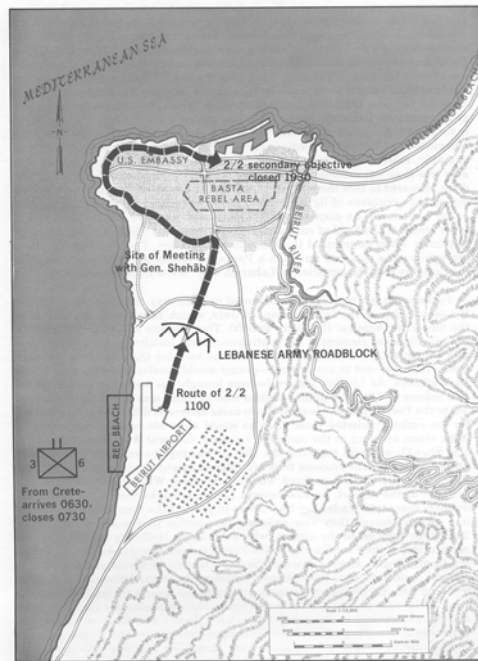 MEDITERRANEAN SEA
-N-
HOLLYWOOD BEACH
U.S. EMBASSY
2/2 secondary objective
closed 1930
BASTA
REBEL AREA
BEIRUT RIVER
Site of Meeting
with Gen. Shehab
LEBANESE ARMY ROADBLOCK
Route of 2/2
1100
RED BEACH
BEIRUT AIRPORT
3
6
From Crete-
arrives 0630,
closes 0730